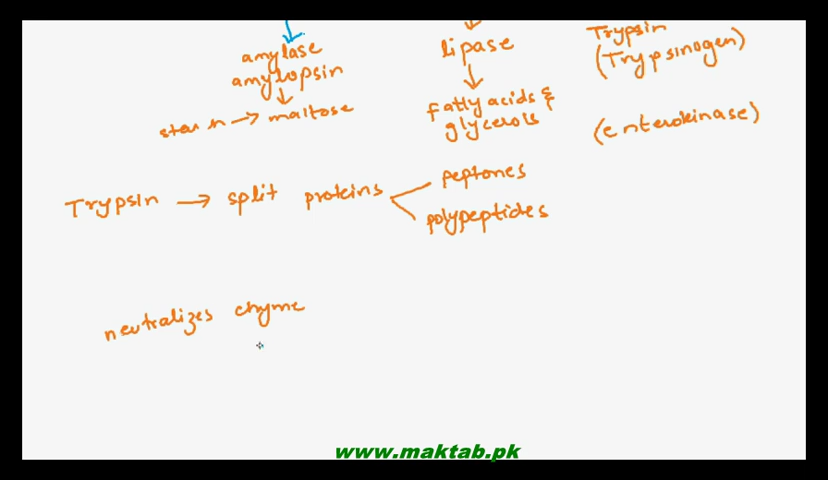 amylase
amylopsin
starch → maltose
lipase
fatty acids &
glycerols
Trypsin
(Trypsinogen)
(enterokinase)
Trypsin → split proteins
peptones
polypeptides
neutralizes chyme
www.maktab.pk